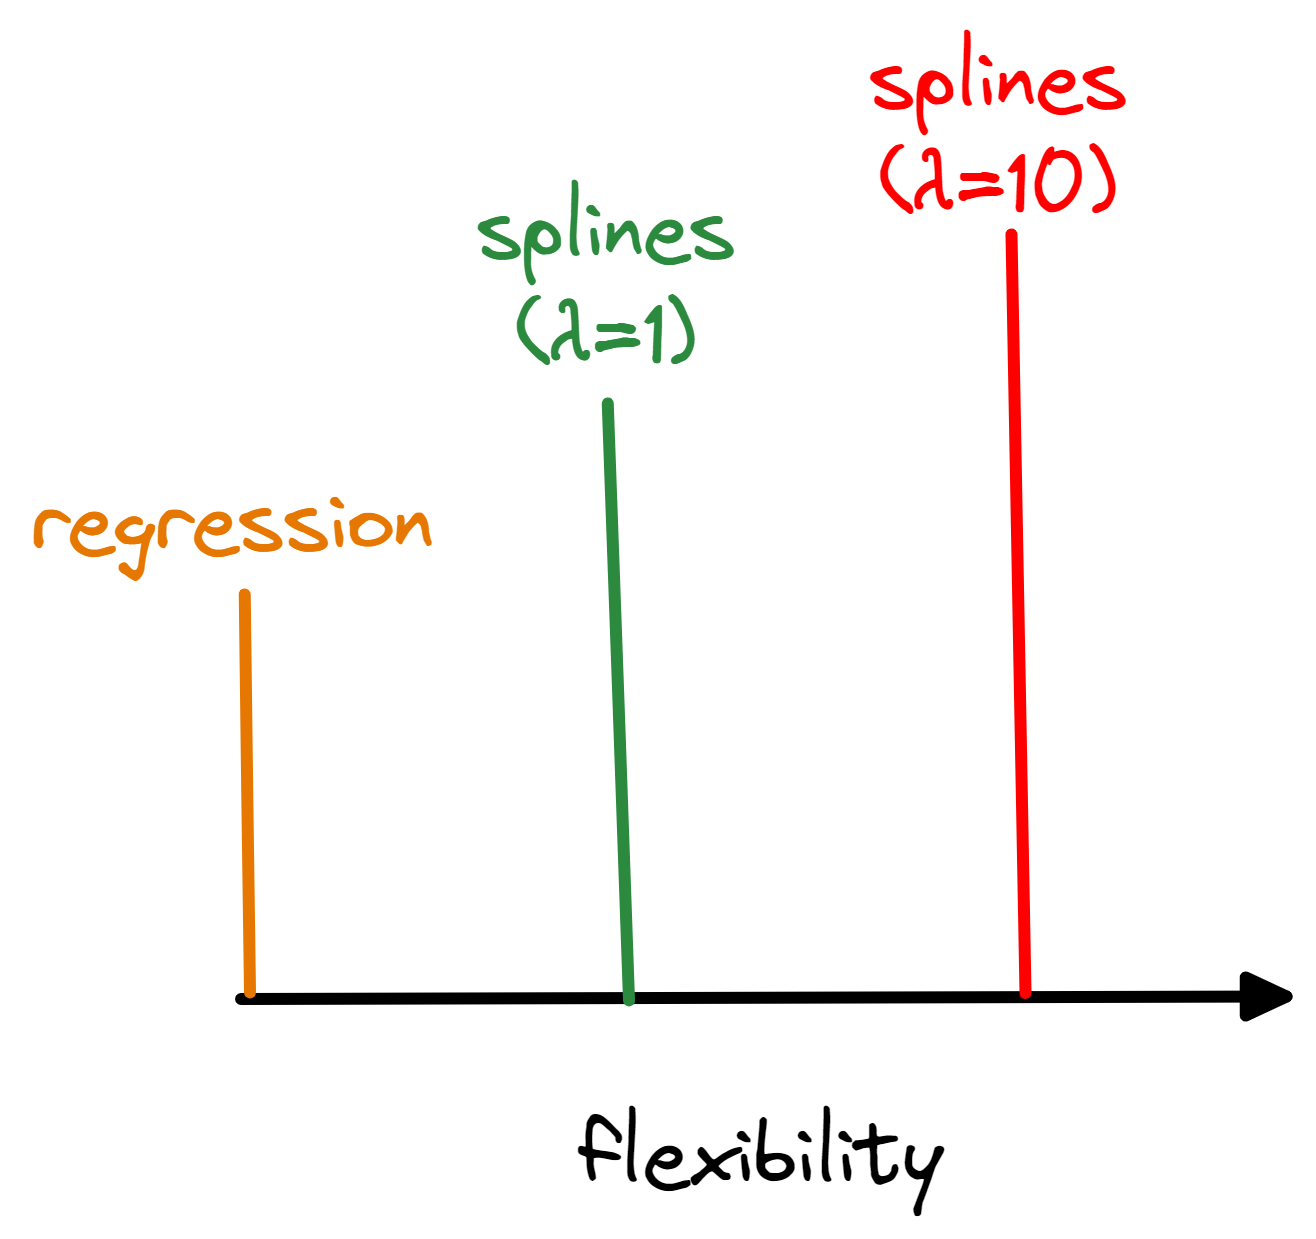 splines
(λ=10)
splines
(λ=1)
regression
flexibility